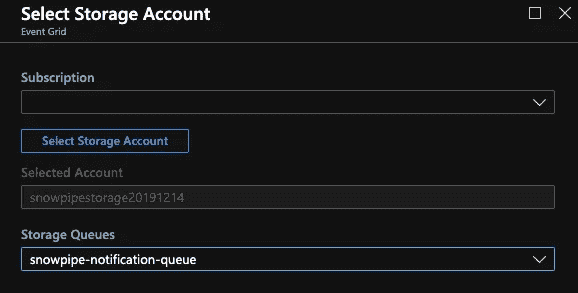 Select Storage Account
Event Grid
Subscription
Select Storage Account
Selected Account
snowpipestorage20191214
Storage Queues
snowpipe-notification-queue